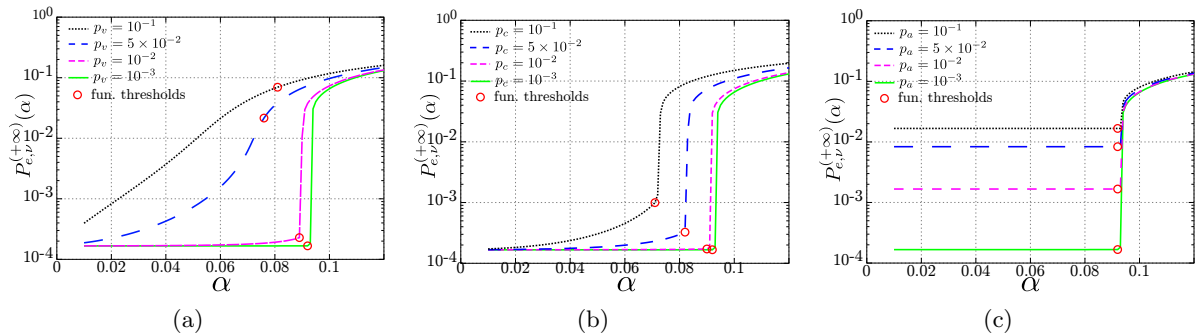 p_v = 10^{-1}
p_v = 5 × 10^{-2}
p_v = 10^{-2}
p_v = 10^{-3}
fun. thresholds
P_{e,ν}^{(+∞)}(α)
10^0
10^{-1}
10^{-2}
10^{-3}
10^{-4}
0 0.02 0.04 0.06 0.08 0.1
α
(a)
p_c = 10^{-1}
p_c = 5 × 10^{-2}
p_c = 10^{-2}
p_c = 10^{-3}
fun. thresholds
P_{e,ν}^{(+∞)}(α)
10^0
10^{-1}
10^{-2}
10^{-3}
10^{-4}
0 0.02 0.04 0.06 0.08 0.1
α
(b)
p_a = 10^{-1}
p_a = 5 × 10^{-2}
p_a = 10^{-2}
p_a = 10^{-3}
fun. thresholds
P_{e,ν}^{(+∞)}(α)
10^0
10^{-1}
10^{-2}
10^{-3}
10^{-4}
0 0.02 0.04 0.06 0.08 0.1
α
(c)